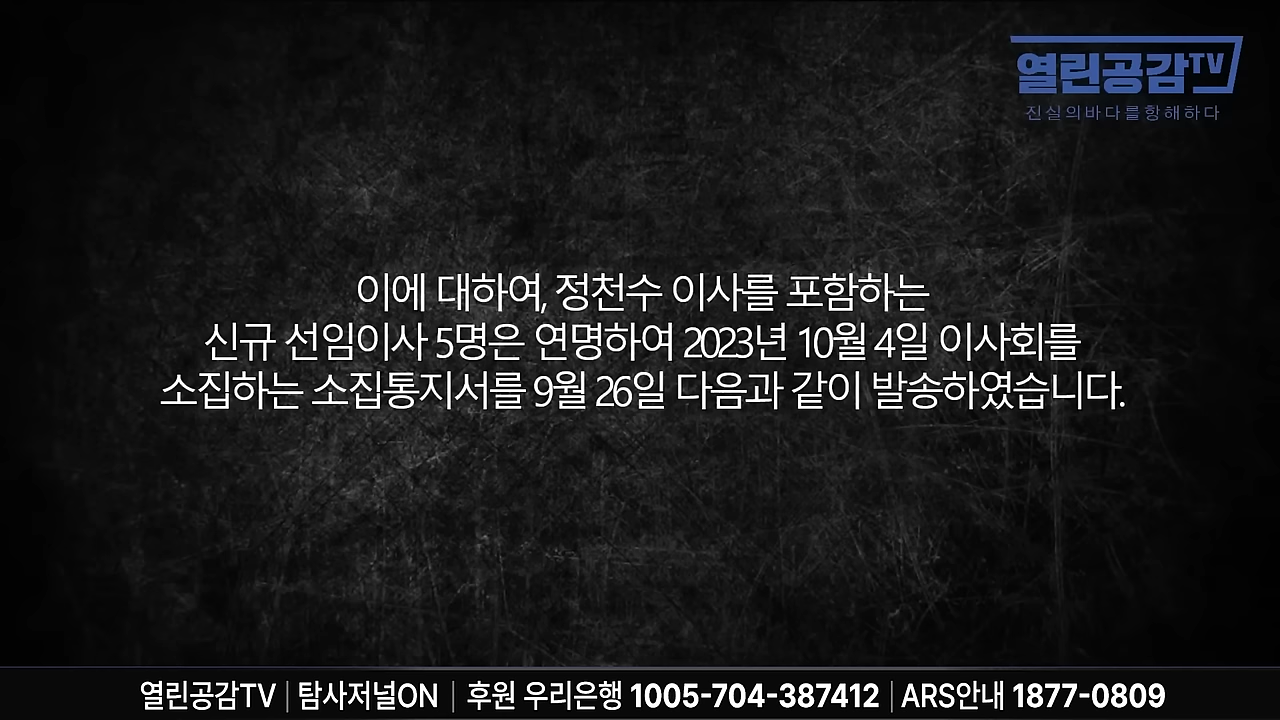 열린공감TV
진실의바다를항해하다
이에 대하여, 정천수 이사를 포함하는
신규 선임이사 5명은 연명하여 2023년 10월 4일 이사회를
소집하는 소집통지서를 9월 26일 다음과 같이 발송하였습니다.
열린공감TV | 탐사저널ON | 후원 우리은행 1005-704-387412 | ARS안내 1877-0809